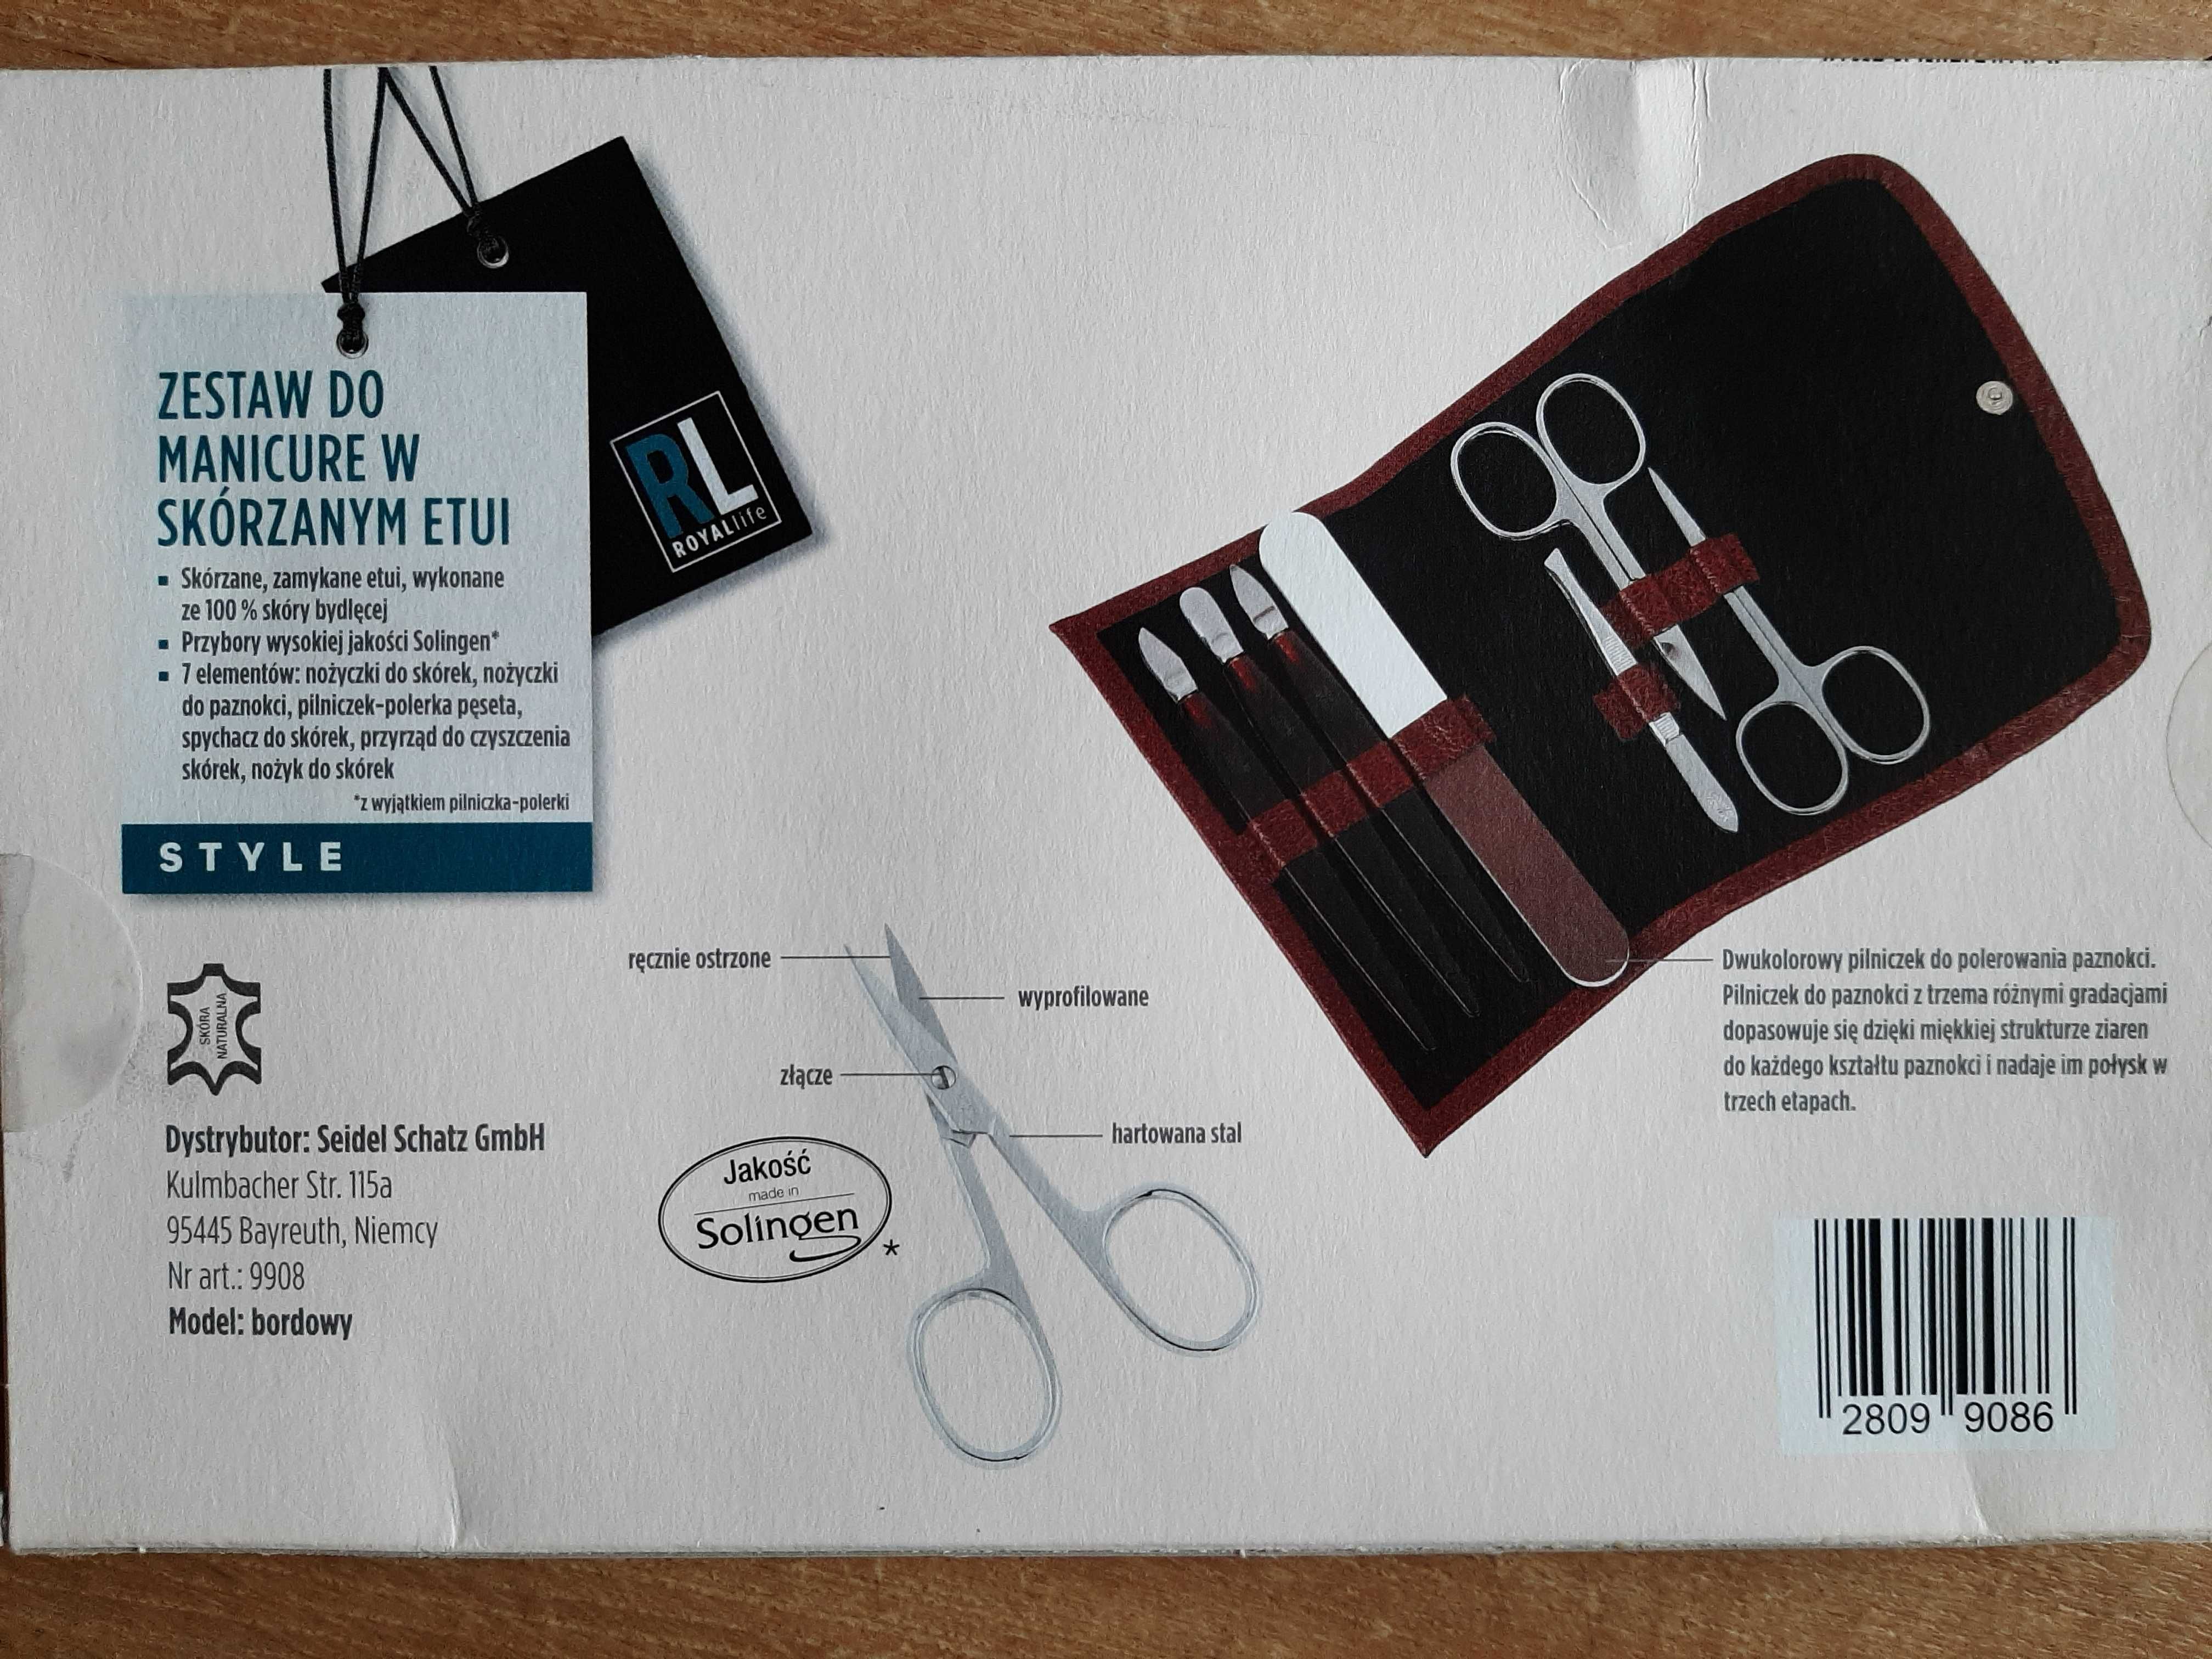 ZESTAW DO
MANICURE W
SKÓRZANYM ETUI
▪ Skórzane, zamykane etui, wykonane
ze 100 % skóry bydlęcej
▪ Przybory wysokiej jakości Solingen*
▪ 7 elementów: nożyczki do skórek, nożyczki
do paznokci, pilniczek-polerka pęseta,
spychacz do skórek, przyrząd do czyszczenia
skórek, nożyk do skórek
*z wyjątkiem pilniczka-polerki
STYLE
RL
ROYALlife
SKÓRA
NATURALNA
Dystrybutor: Seidel Schatz GmbH
Kulmbacher Str. 115a
95445 Bayreuth, Niemcy
Nr art.: 9908
Model: bordowy
ręcznie ostrzone
wyprofilowane
złącze
hartowana stal
Jakość
made in
Solingen
*
Dwukolorowy pilniczek do polerowania paznokci.
Pilniczek do paznokci z trzema różnymi gradacjami
dopasowuje się dzięki miękkiej strukturze ziaren
do każdego kształtu paznokci i nadaje im połysk w
trzech etapach.
2809 9086